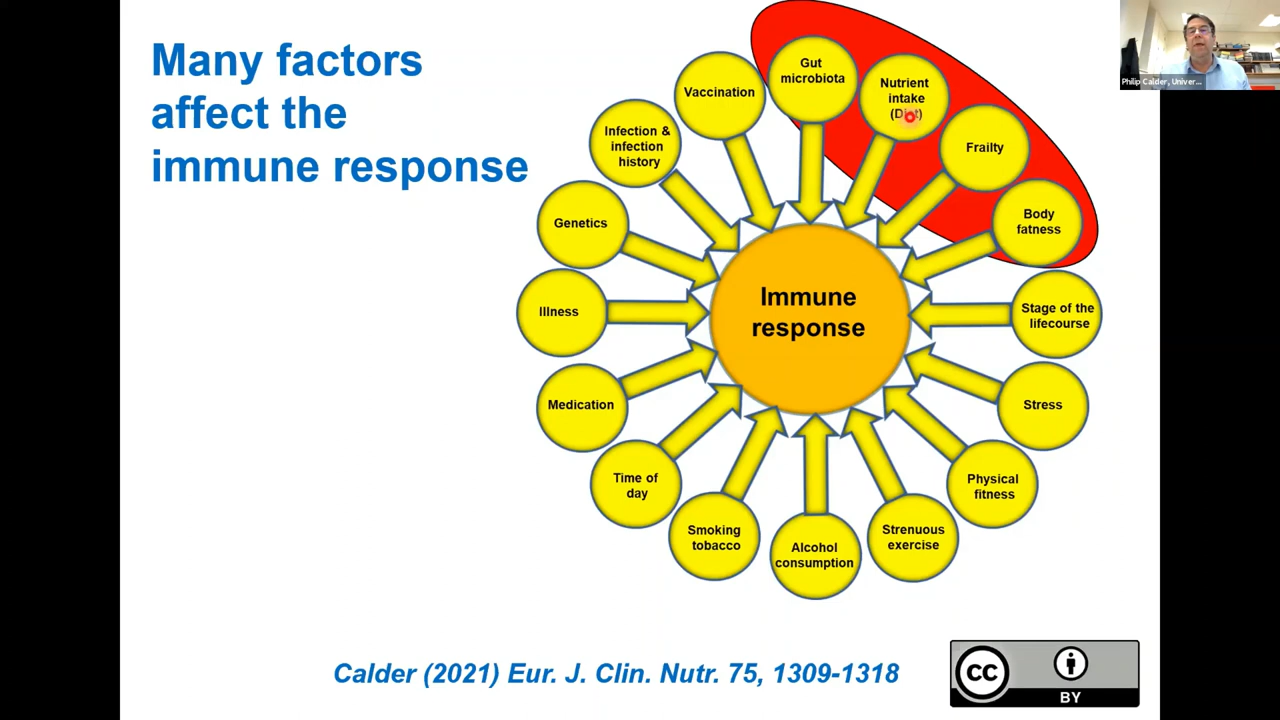 Many factors
affect the
immune response
Philip Calder, Univer...
Gut
microbiota
Nutrient
intake
(Diet)
Frailty
Body
fatness
Stage of the
lifecourse
Stress
Physical
fitness
Strenuous
exercise
Alcohol
consumption
Smoking
tobacco
Time of
day
Medication
Illness
Genetics
Infection &
infection
history
Vaccination
Immune
response
Calder (2021) Eur. J. Clin. Nutr. 75, 1309-1318
CC
BY